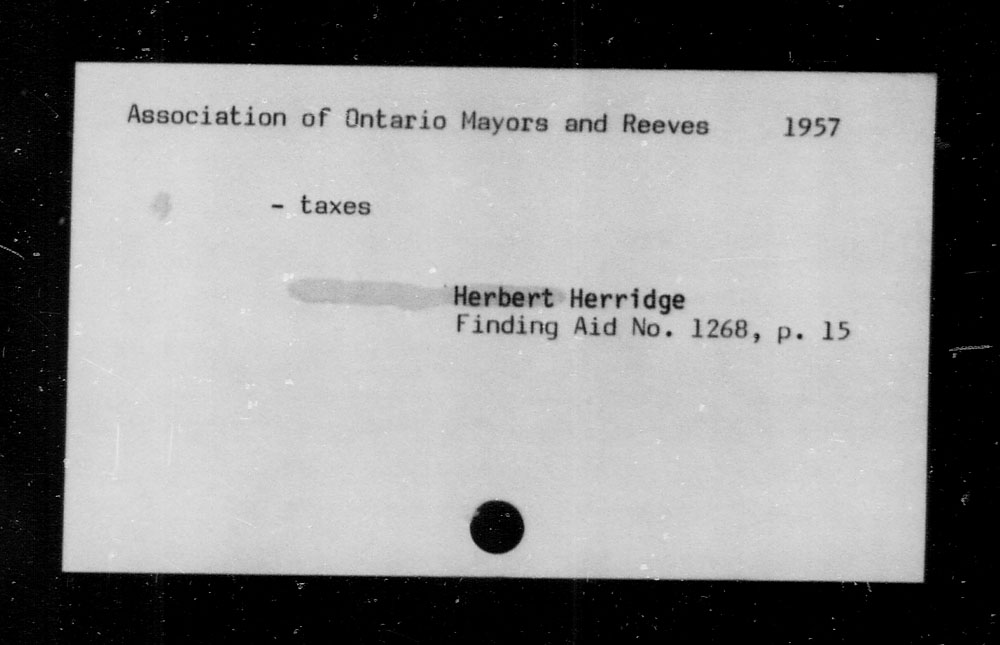 Association of Ontario Mayors and Reeves 1957
- taxes
Herbert Herridge
Finding Aid No. 1268, p. 15